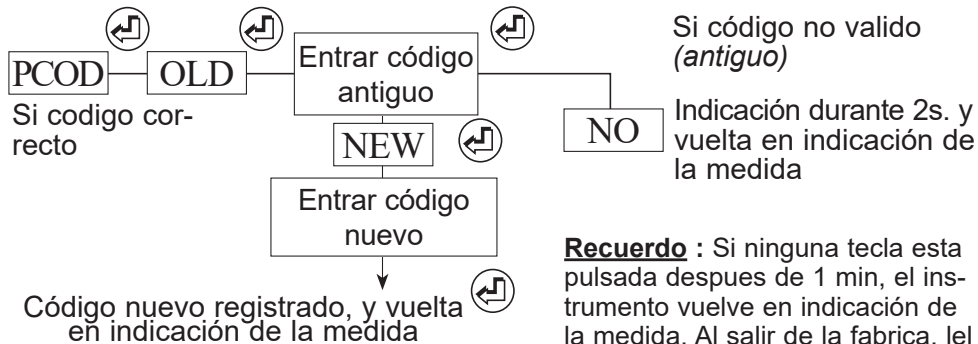 PCOD
OLD
Entrar código
antiguo
Si codigo cor-
recto
NEW
Entrar código
nuevo
Código nuevo registrado, y vuelta
en indicación de la medida
Si código no valido
(antiguo)
NO
Indicación durante 2s. y
vuelta en indicación de
la medida
Recuerdo : Si ninguna tecla esta
pulsada despues de 1 min, el ins-
trumento vuelve en indicación de
la medida. Al salir de la fabrica, lel